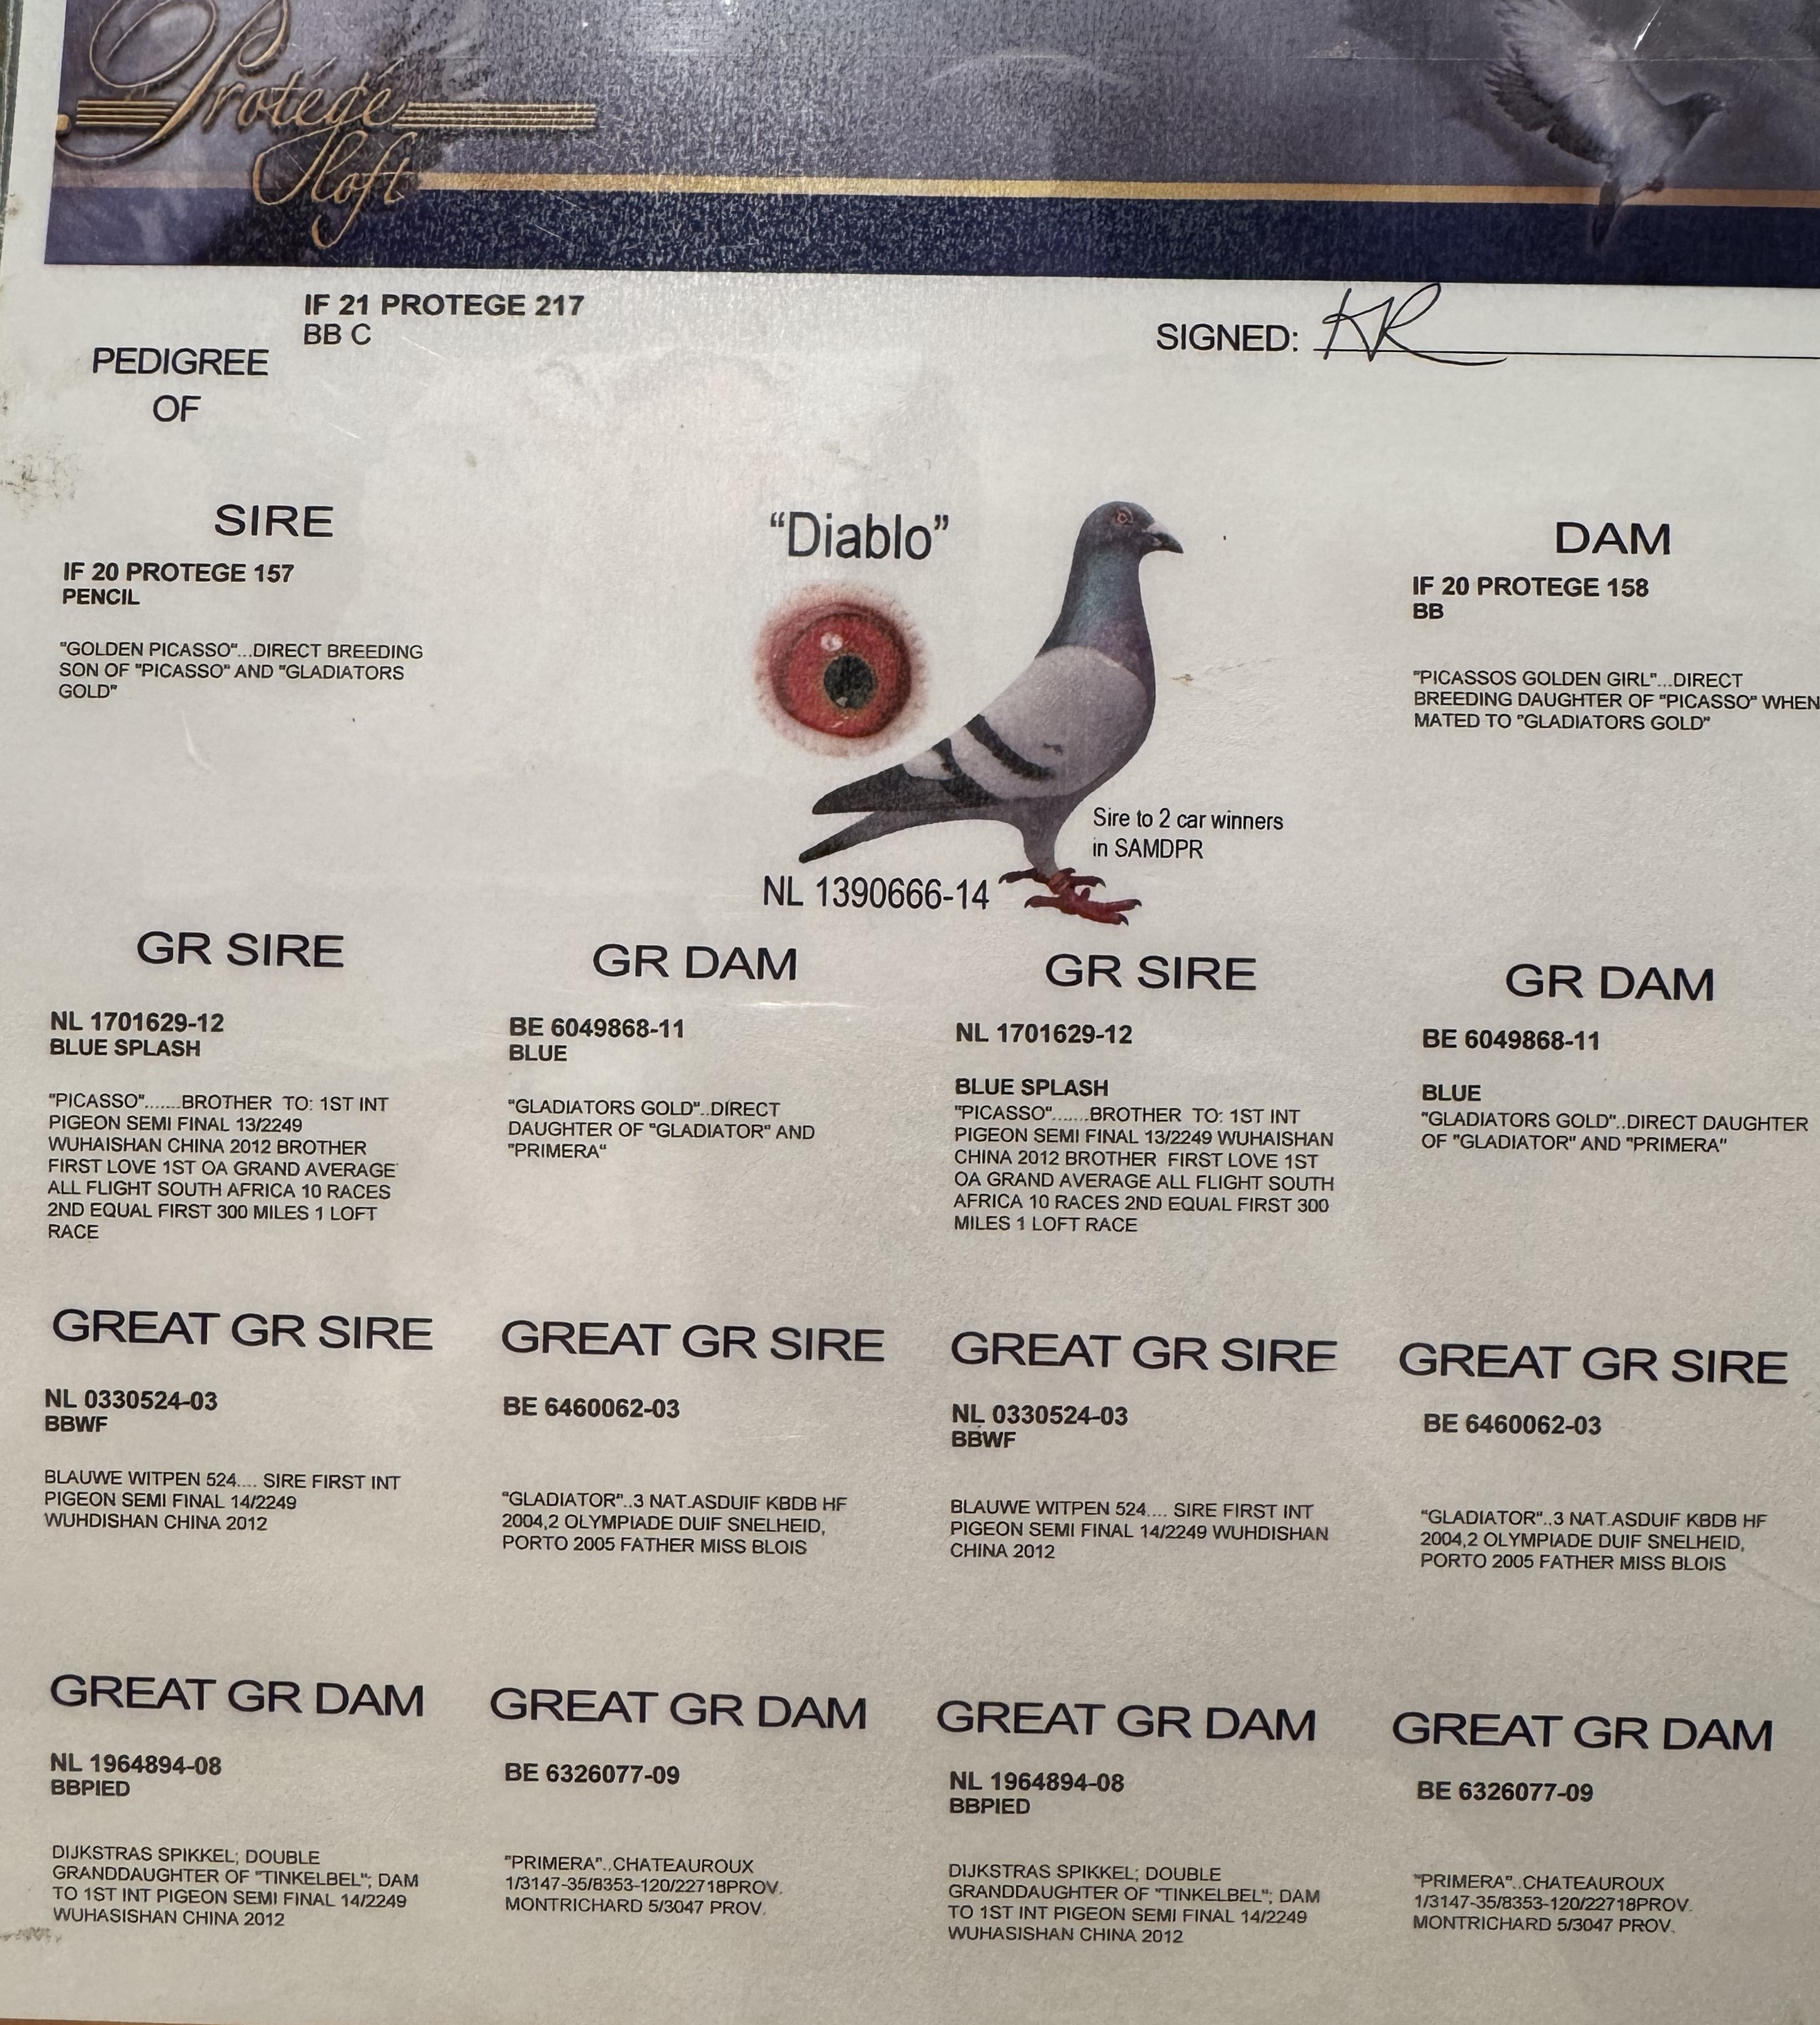 Protégé
Loft
IF 21 PROTEGE 217
BB C
PEDIGREE
OF
SIGNED: KR
SIRE
IF 20 PROTEGE 157
PENCIL
"GOLDEN PICASSO"...DIRECT BREEDING
SON OF "PICASSO" AND "GLADIATORS
GOLD"
"Diablo"
Sire to 2 car winners
in SAMDPR
NL 1390666-14
DAM
IF 20 PROTEGE 158
BB
"PICASSOS GOLDEN GIRL"...DIRECT
BREEDING DAUGHTER OF "PICASSO" WHEN
MATED TO "GLADIATORS GOLD"
GR SIRE
NL 1701629-12
BLUE SPLASH
"PICASSO".......BROTHER TO: 1ST INT
PIGEON SEMI FINAL 13/2249
WUHAISHAN CHINA 2012 BROTHER
FIRST LOVE 1ST OA GRAND AVERAGE
ALL FLIGHT SOUTH AFRICA 10 RACES
2ND EQUAL FIRST 300 MILES 1 LOFT
RACE
GR DAM
BE 6049868-11
BLUE
"GLADIATORS GOLD"..DIRECT
DAUGHTER OF "GLADIATOR" AND
"PRIMERA"
GR SIRE
NL 1701629-12
BLUE SPLASH
"PICASSO".......BROTHER TO: 1ST INT
PIGEON SEMI FINAL 13/2249 WUHAISHAN
CHINA 2012 BROTHER FIRST LOVE 1ST
OA GRAND AVERAGE ALL FLIGHT SOUTH
AFRICA 10 RACES 2ND EQUAL FIRST 300
MILES 1 LOFT RACE
GR DAM
BE 6049868-11
BLUE
"GLADIATORS GOLD"..DIRECT DAUGHTER
OF "GLADIATOR" AND "PRIMERA"
GREAT GR SIRE
NL 0330524-03
BBWF
BLAUWE WITPEN 524.... SIRE FIRST INT
PIGEON SEMI FINAL 14/2249
WUHDISHAN CHINA 2012
GREAT GR SIRE
BE 6460062-03
"GLADIATOR"..3 NAT.ASDUIF KBDB HF
2004,2 OLYMPIADE DUIF SNELHEID,
PORTO 2005 FATHER MISS BLOIS
GREAT GR SIRE
NL 0330524-03
BBWF
BLAUWE WITPEN 524.... SIRE FIRST INT
PIGEON SEMI FINAL 14/2249 WUHDISHAN
CHINA 2012
GREAT GR SIRE
BE 6460062-03
"GLADIATOR"..3 NAT.ASDUIF KBDB HF
2004,2 OLYMPIADE DUIF SNELHEID,
PORTO 2005 FATHER MISS BLOIS
GREAT GR DAM
NL 1964894-08
BBPIED
DIJKSTRAS SPIKKEL; DOUBLE
GRANDDAUGHTER OF "TINKELBEL"; DAM
TO 1ST INT PIGEON SEMI FINAL 14/2249
WUHASISHAN CHINA 2012
GREAT GR DAM
BE 6326077-09
"PRIMERA"..CHATEAUROUX
1/3147-35/8353-120/22718PROV.
MONTRICHARD 5/3047 PROV.
GREAT GR DAM
NL 1964894-08
BBPIED
DIJKSTRAS SPIKKEL; DOUBLE
GRANDDAUGHTER OF "TINKELBEL"; DAM
TO 1ST INT PIGEON SEMI FINAL 14/2249
WUHASISHAN CHINA 2012
GREAT GR DAM
BE 6326077-09
"PRIMERA"..CHATEAUROUX
1/3147-35/8353-120/22718PROV.
MONTRICHARD 5/3047 PROV.